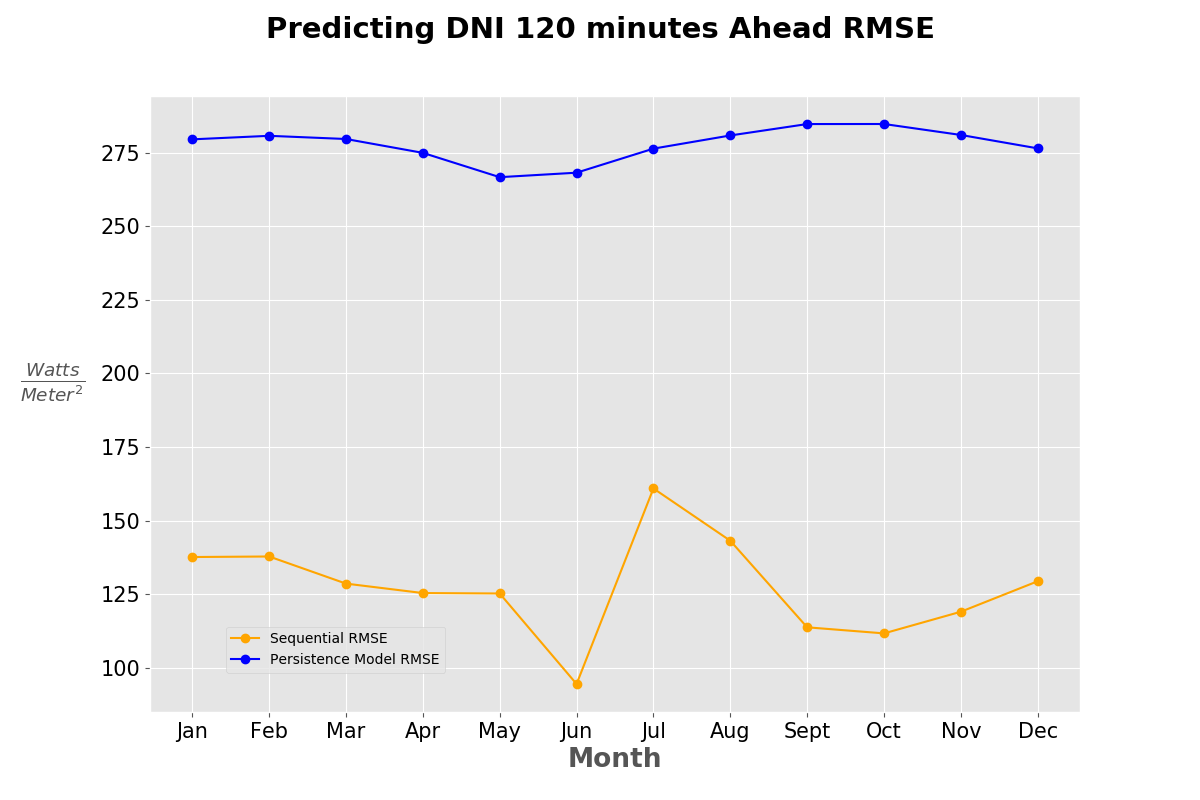 Predicting DNI 120 minutes Ahead RMSE
275
250
225
200
175
150
125
100
Watts
Meter²
Sequential RMSE
Persistence Model RMSE
Jan Feb Mar Apr May Jun Jul Aug Sept Oct Nov Dec
Month